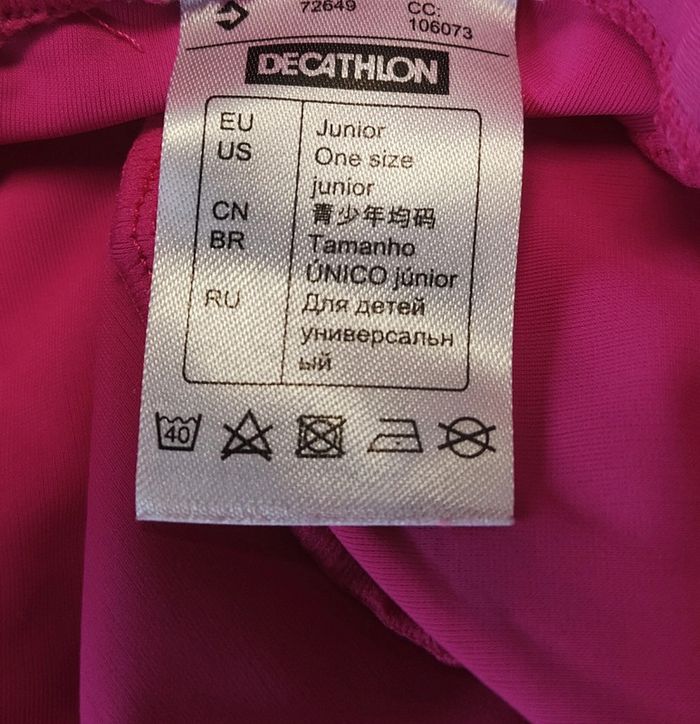 72649 CC:
106073
DECATHLON
EU Junior
US One size
junior
CN 青少年均码
BR Tamanho
ÚNICO júnior
RU Для детей
универсальн
ый
40